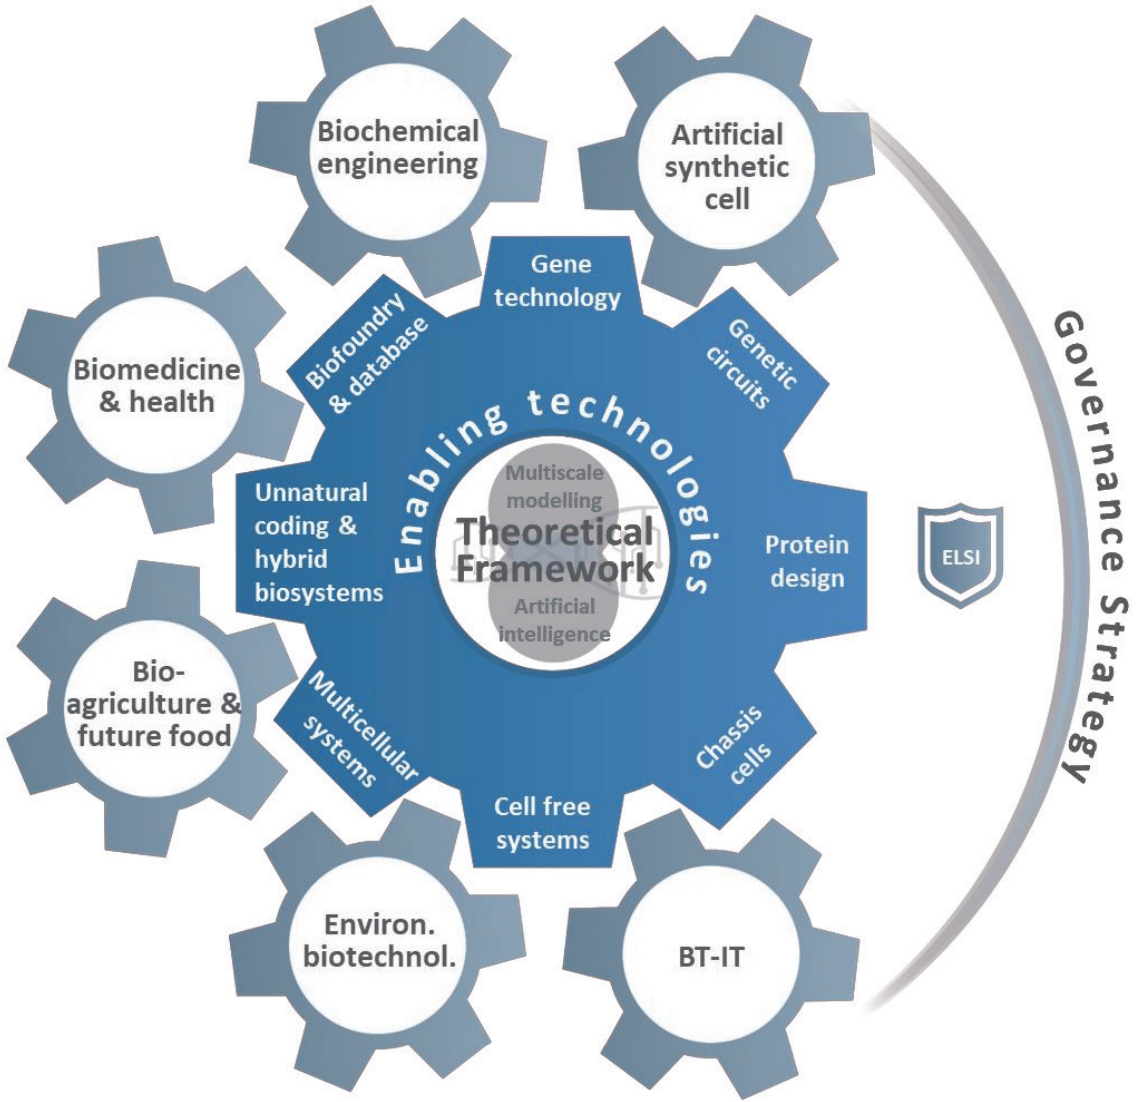 Biochemical
engineering
Artificial
synthetic
cell
Biomedicine
& health
Gene
technology
Biofoundry
& database
Genetic
circuits
Enabling technologies
Multiscale
modelling
Theoretical
Framework
Artificial
intelligence
Unnatural
coding &
hybrid
biosystems
Protein
design
ELSI
Governance Strategy
Bio-
agriculture &
future food
Multicellular
systems
Chassis
cells
Cell free
systems
Environ.
biotechnol.
BT-IT